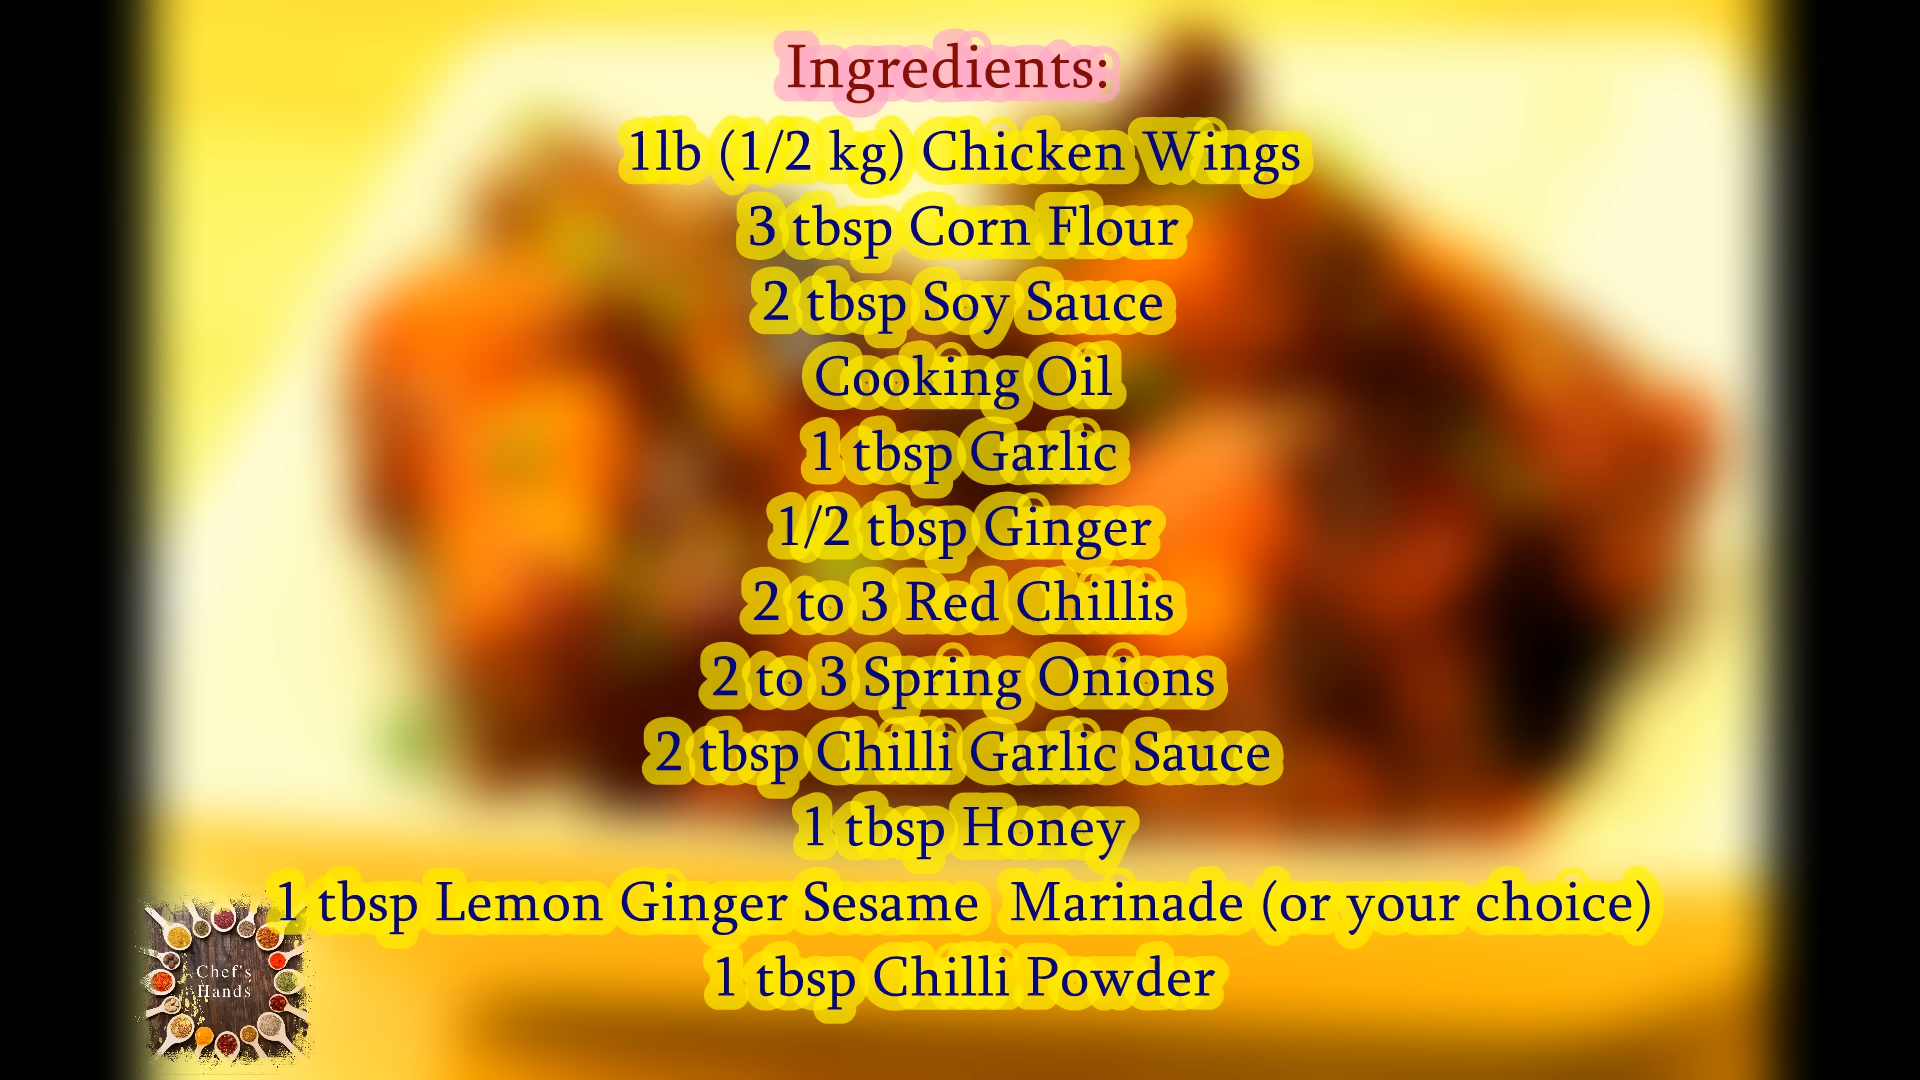 Ingredients:
1lb (1/2 kg) Chicken Wings
3 tbsp Corn Flour
2 tbsp Soy Sauce
Cooking Oil
1 tbsp Garlic
1/2 tbsp Ginger
2 to 3 Red Chillis
2 to 3 Spring Onions
2 tbsp Chilli Garlic Sauce
1 tbsp Honey
1 tbsp Lemon Ginger Sesame  Marinade (or your choice)
1 tbsp Chilli Powder
Chef's
Hands